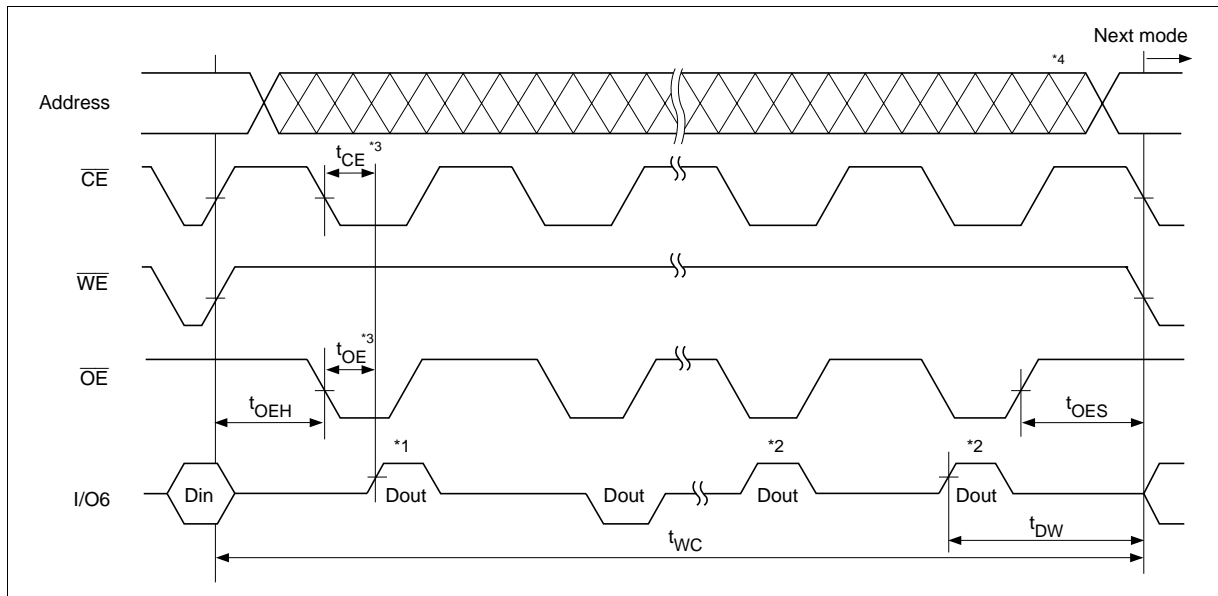 Next mode
*4
Address
tCE *3
CE
WE
tOE *3
OE
tOEH
tOES
*1
*2
*2
Din
I/O6
Dout
Dout
Dout
Dout
tWC
tDW